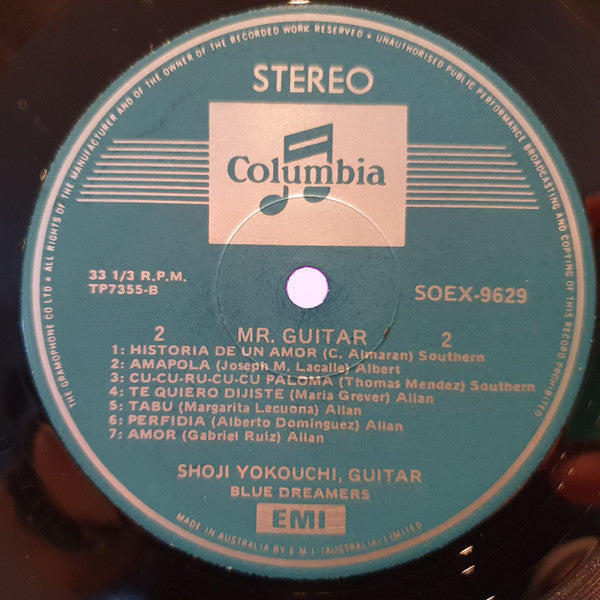 THE GRAMOPHONE CO LTD • ALL RIGHTS OF THE MANUFACTURER AND OF THE OWNER OF THE RECORDED WORK RESERVED • UNAUTHORISED PUBLIC PERFORMANCE BROADCASTING AND COPYING OF THIS RECORD PROHIBITED
STEREO
Columbia
33 1/3 R.P.M.
TP7355-B
SOEX-9629
2 MR. GUITAR 2
1: HISTORIA DE UN AMOR (C. Almaran) Southern
2: AMAPOLA (Joseph M. Lacalle) Albert
3: CU-CU-RU-CU-CU PALOMA (Thomas Mendez) Southern
4: TE QUIERO DIJISTE (Maria Grever) Allan
5: TABU (Margarita Lecuona) Allan
6: PERFIDIA (Alberto Dominguez) Allan
7: AMOR (Gabriel Ruiz) Allan
SHOJI YOKOUCHI, GUITAR
BLUE DREAMERS
EMI
MADE IN AUSTRALIA BY E M I (AUSTRALIA) LIMITED